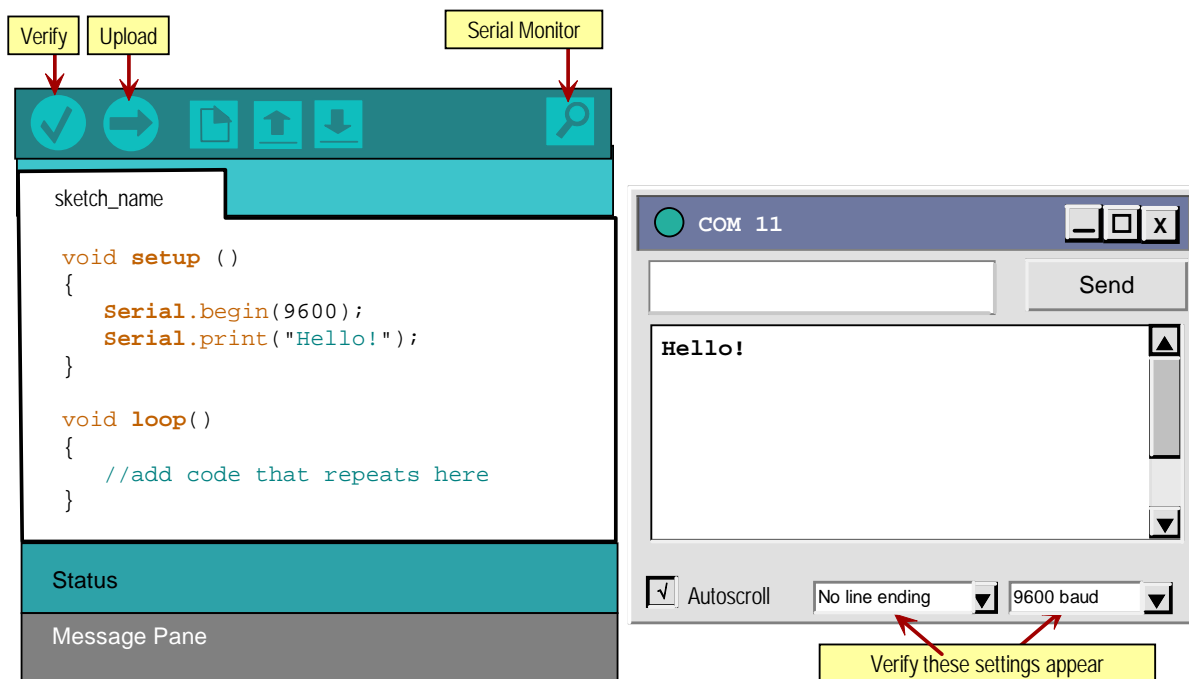 Verify
Upload
Serial Monitor
sketch_name
void setup ()
{
Serial.begin(9600);
Serial.print("Hello!");
}
void loop()
{
//add code that repeats here
}
Status
Message Pane
COM 11
X
Send
Hello!
√ Autoscroll
No line ending
9600 baud
Verify these settings appear